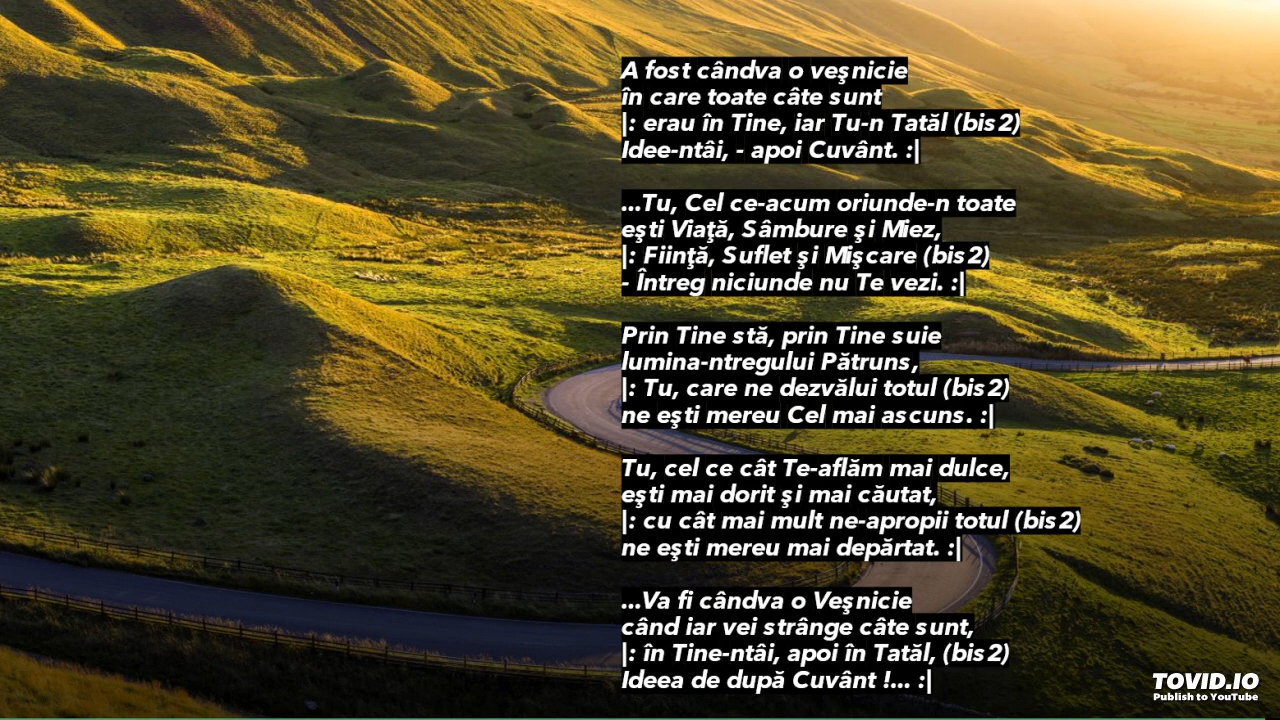 A fost cândva o veşnicie
în care toate câte sunt
|: erau în Tine, iar Tu-n Tatăl (bis2)
Idee-ntâi, - apoi Cuvânt. :|
...Tu, Cel ce-acum oriunde-n toate
eşti Viaţă, Sâmbure şi Miez,
|: Fiinţă, Suflet şi Mişcare (bis2)
- Întreg niciunde nu Te vezi. :|
Prin Tine stă, prin Tine suie
lumina-ntregului Pătruns,
|: Tu, care ne dezvălui totul (bis2)
ne eşti mereu Cel mai ascuns. :|
Tu, cel ce cât Te-aflăm mai dulce,
eşti mai dorit şi mai căutat,
|: cu cât mai mult ne-apropii totul (bis2)
ne eşti mereu mai depărtat. :|
...Va fi cândva o Veşnicie
când iar vei strânge câte sunt,
|: în Tine-ntâi, apoi în Tatăl, (bis2)
Ideea de după Cuvânt !... :|
TOVID.IO
Publish to YouTube